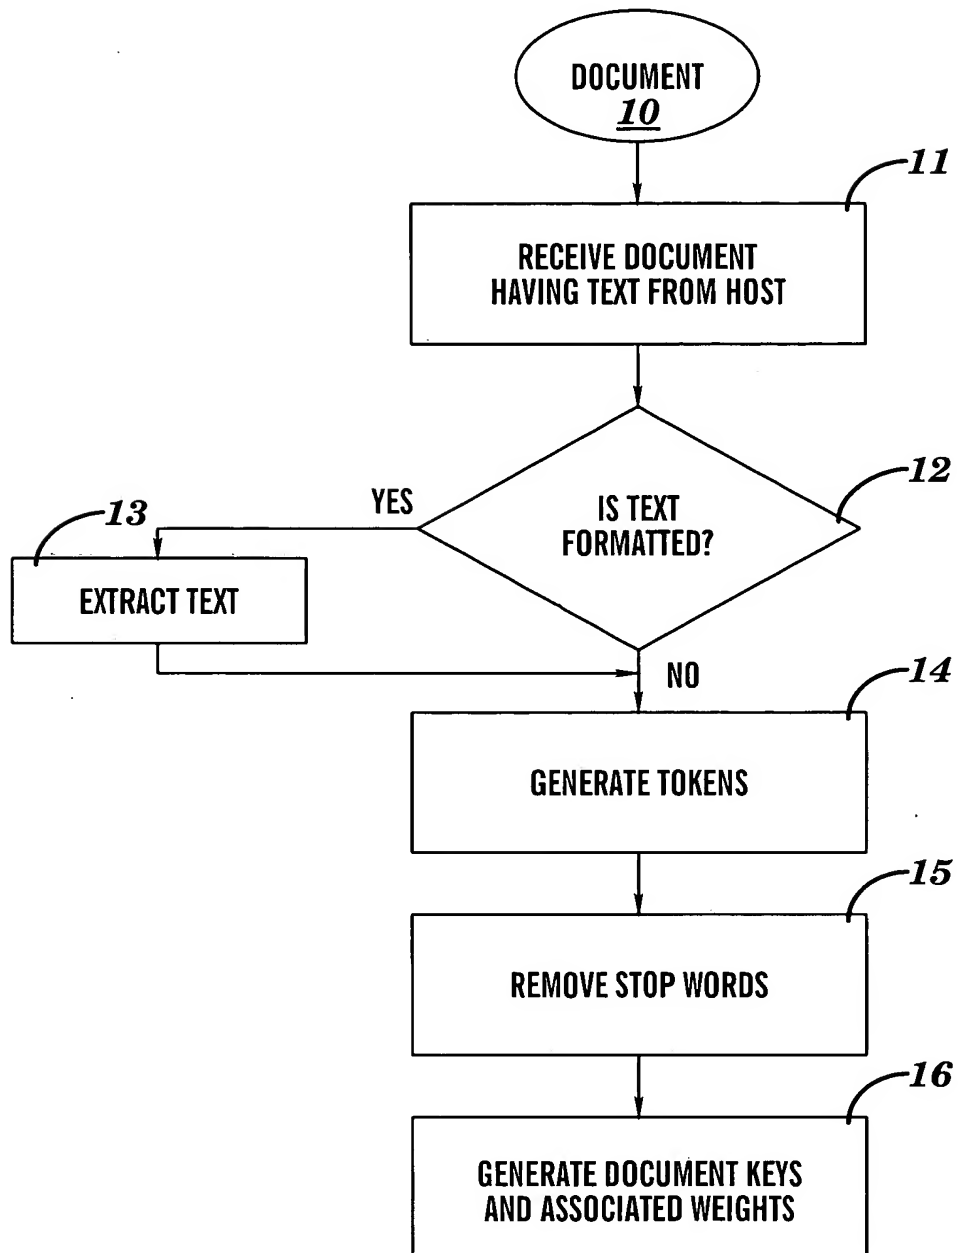 DOCUMENT
10
11
RECEIVE DOCUMENT
HAVING TEXT FROM HOST
12
YES
IS TEXT
FORMATTED?
13
EXTRACT TEXT
NO
14
GENERATE TOKENS
15
REMOVE STOP WORDS
16
GENERATE DOCUMENT KEYS
AND ASSOCIATED WEIGHTS